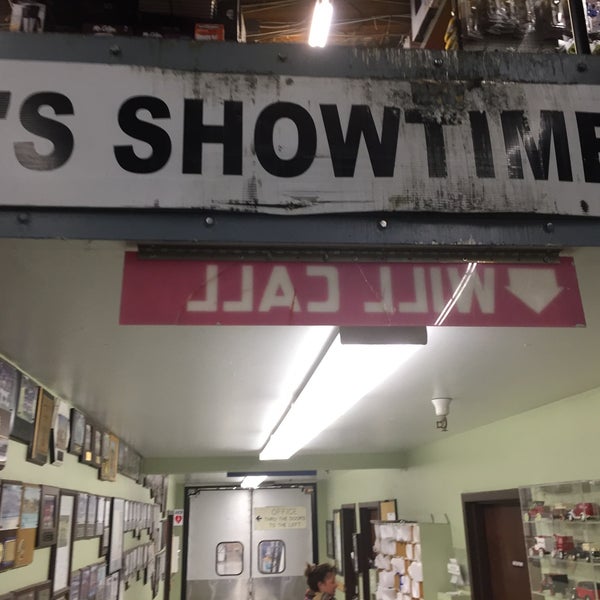 'S SHOWTIME
WILL CALL
OFFICE
THRU THE DOORS
TO THE LEFT